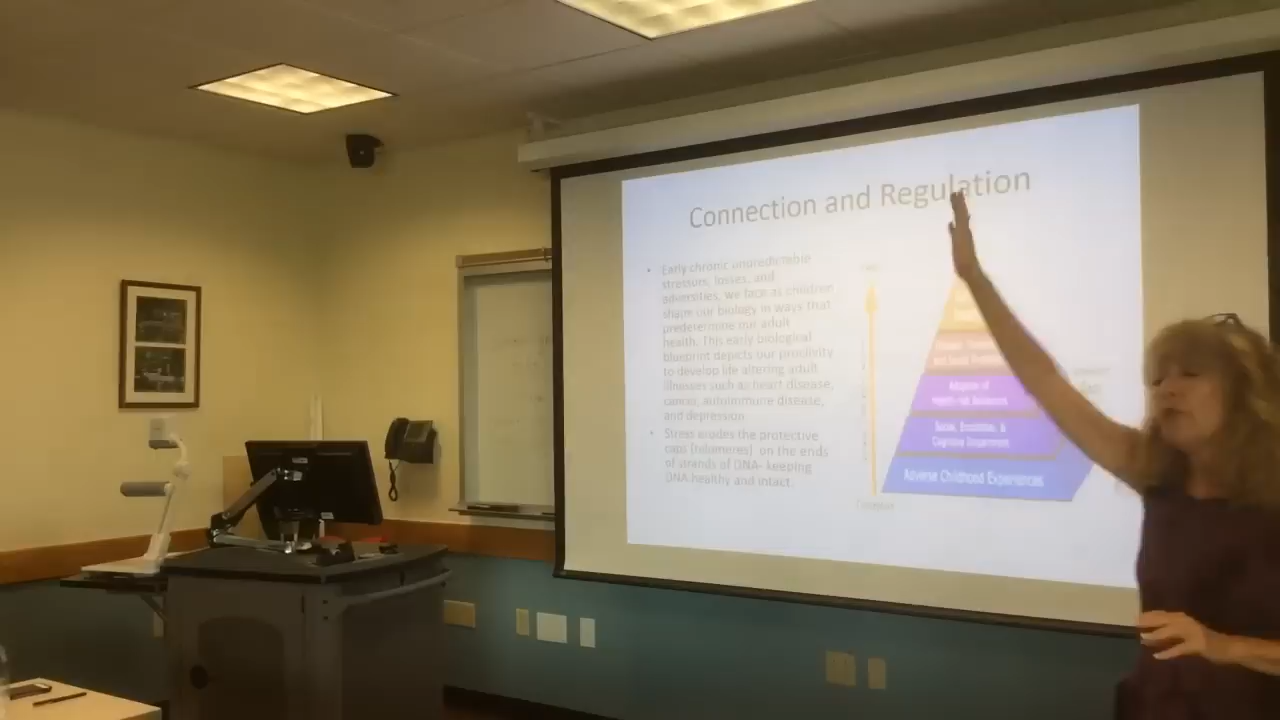 Connection and Regulation
• Early chronic unpredictable
stressors, losses, and
adversities, we face as children
shape our biology in ways that
predetermine our adult
health. This early biological
blueprint depicts our proclivity
to develop life altering adult
illnesses such as heart disease,
cancer, autoimmune disease,
and depression.
• Stress erodes the protective
caps (telomeres) on the ends
of strands of DNA- keeping
DNA healthy and intact.
Adoption of
Health-risk Behaviors
Social, Emotional, &
Cognitive Impairment
Adverse Childhood Experiences